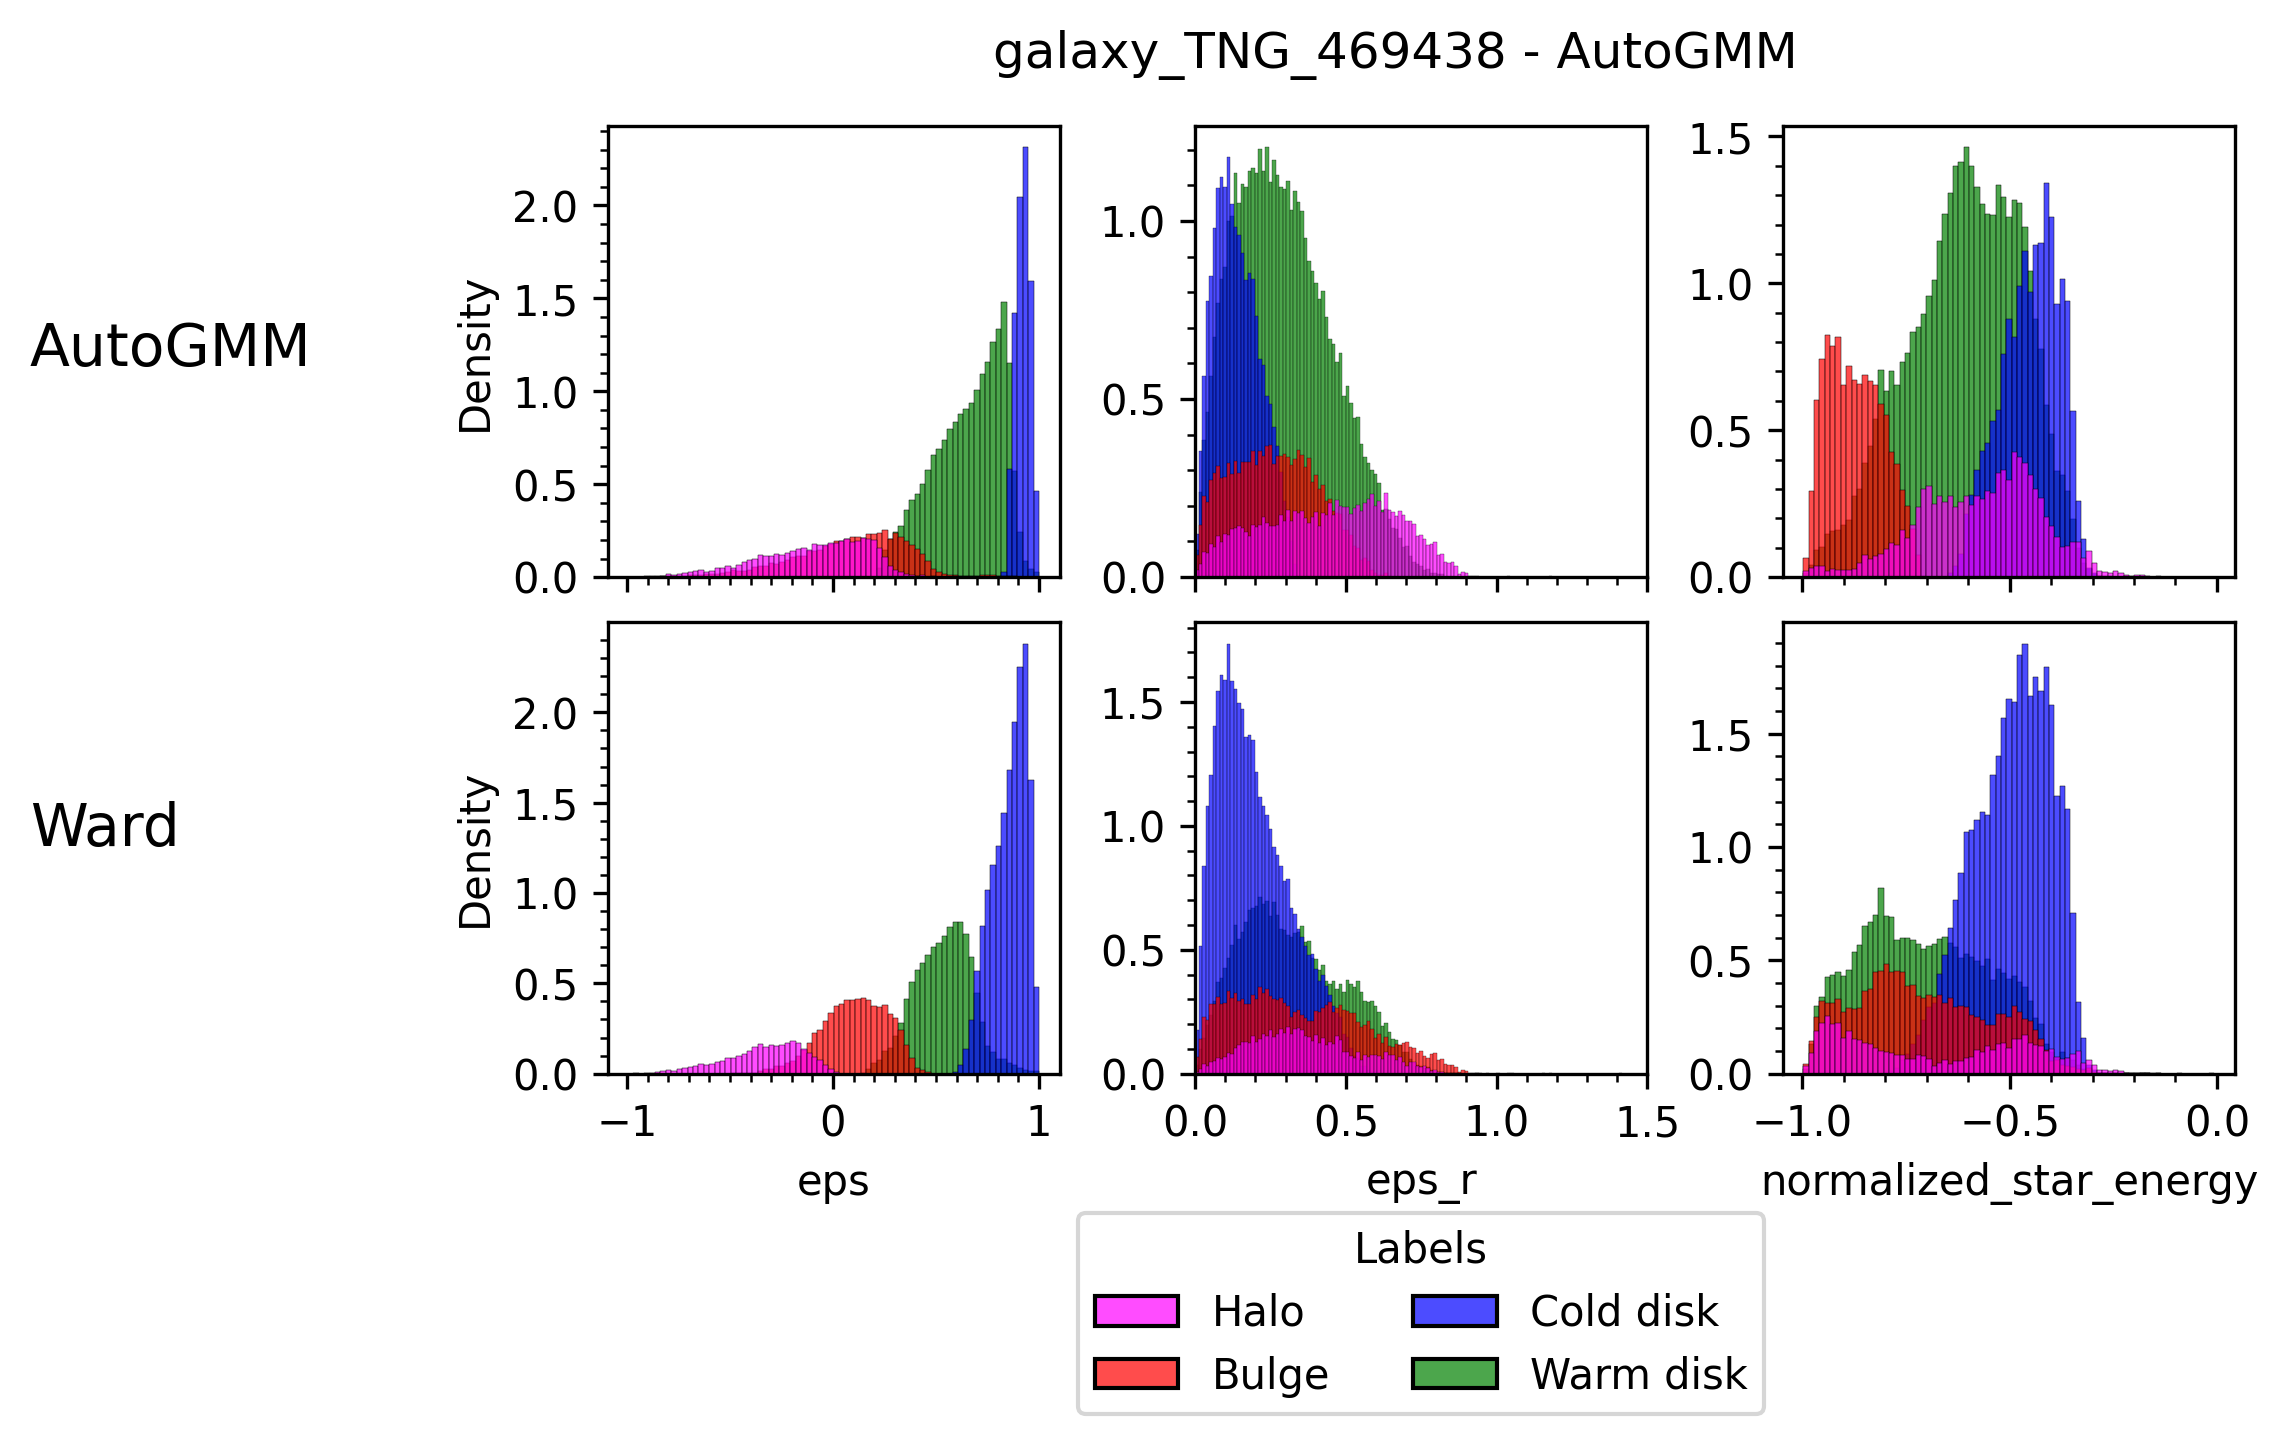 galaxy_TNG_469438 - AutoGMM
AutoGMM
Density
2.0
1.5
1.0
0.5
0.0
1.0
0.5
0.0
1.5
1.0
0.5
0.0
Ward
Density
2.0
1.5
1.0
0.5
0.0
−1
0
1
eps
1.5
1.0
0.5
0.0
0.0
0.5
1.0
1.5
eps_r
1.5
1.0
0.5
0.0
−1.0
−0.5
0.0
normalized_star_energy
Labels
Halo
Bulge
Cold disk
Warm disk